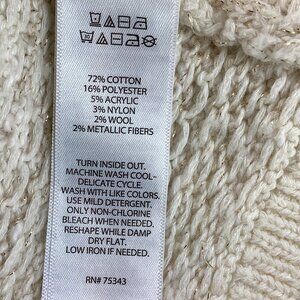 72% COTTON
16% POLYESTER
5% ACRYLIC
3% NYLON
2% WOOL
2% METALLIC FIBERS
TURN INSIDE OUT.
MACHINE WASH COOL-
DELICATE CYCLE.
WASH WITH LIKE COLORS.
USE MILD DETERGENT.
ONLY NON-CHLORINE
BLEACH WHEN NEEDED.
RESHAPE WHILE DAMP
DRY FLAT.
LOW IRON IF NEEDED.
RN# 75343